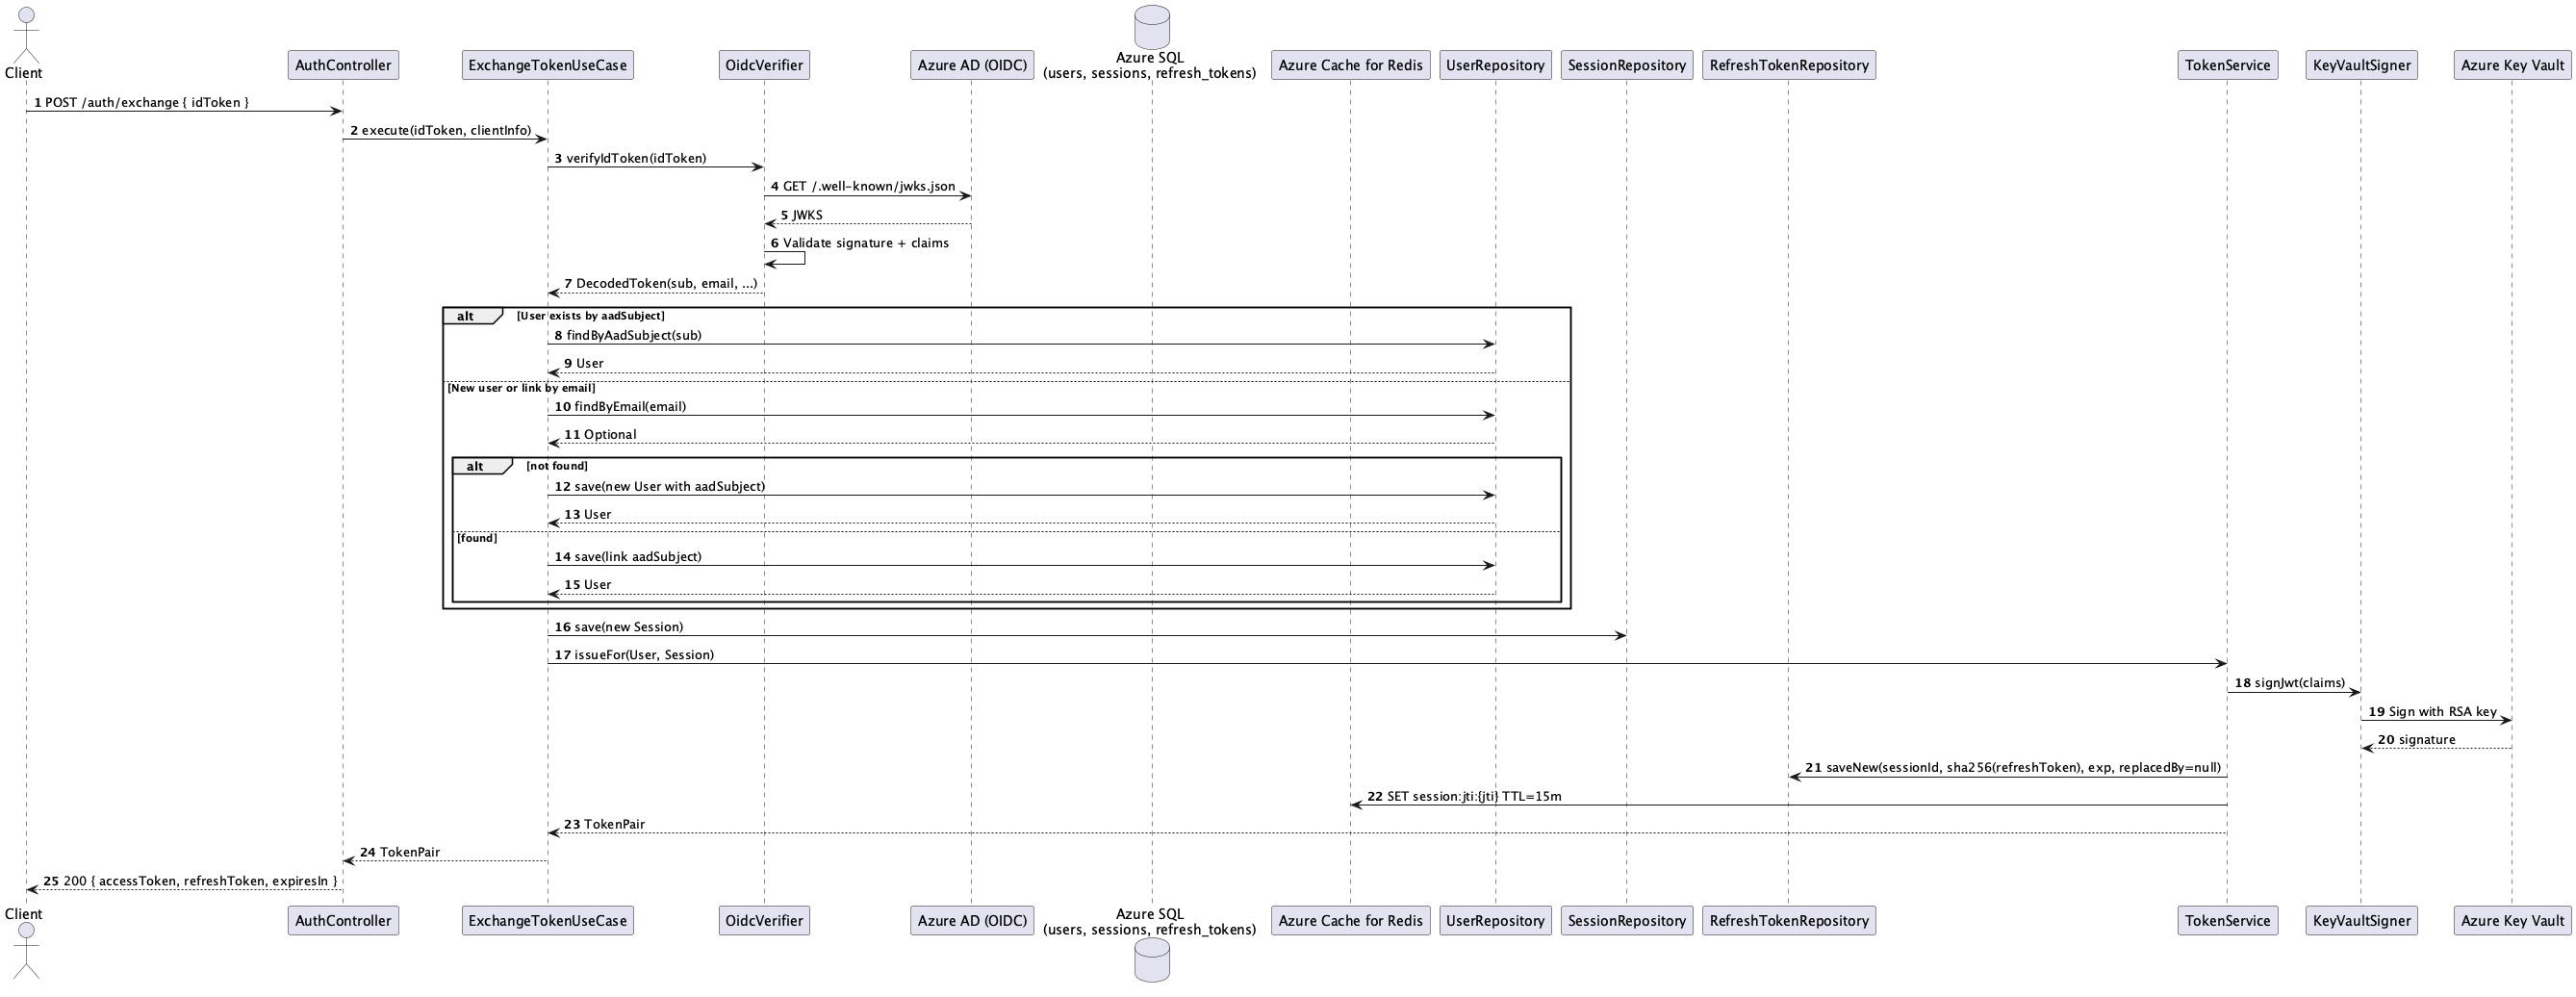 Client
AuthController
ExchangeTokenUseCase
OidcVerifier
Azure AD (OIDC)
Azure SQL
(users, sessions, refresh_tokens)
Azure Cache for Redis
UserRepository
SessionRepository
RefreshTokenRepository
TokenService
KeyVaultSigner
Azure Key Vault
1 POST /auth/exchange { idToken }
2 execute(idToken, clientInfo)
3 verifyIdToken(idToken)
4 GET /.well-known/jwks.json
5 JWKS
6 Validate signature + claims
7 DecodedToken(sub, email, ...)
alt [User exists by aadSubject]
8 findByAadSubject(sub)
9 User
[New user or link by email]
10 findByEmail(email)
11 Optional
alt [not found]
12 save(new User with aadSubject)
13 User
[found]
14 save(link aadSubject)
15 User
16 save(new Session)
17 issueFor(User, Session)
18 signJwt(claims)
19 Sign with RSA key
20 signature
21 saveNew(sessionId, sha256(refreshToken), exp, replacedBy=null)
22 SET session:jti:{jti} TTL=15m
23 TokenPair
24 TokenPair
25 200 { accessToken, refreshToken, expiresIn }
Client
AuthController
ExchangeTokenUseCase
OidcVerifier
Azure AD (OIDC)
Azure SQL
(users, sessions, refresh_tokens)
Azure Cache for Redis
UserRepository
SessionRepository
RefreshTokenRepository
TokenService
KeyVaultSigner
Azure Key Vault